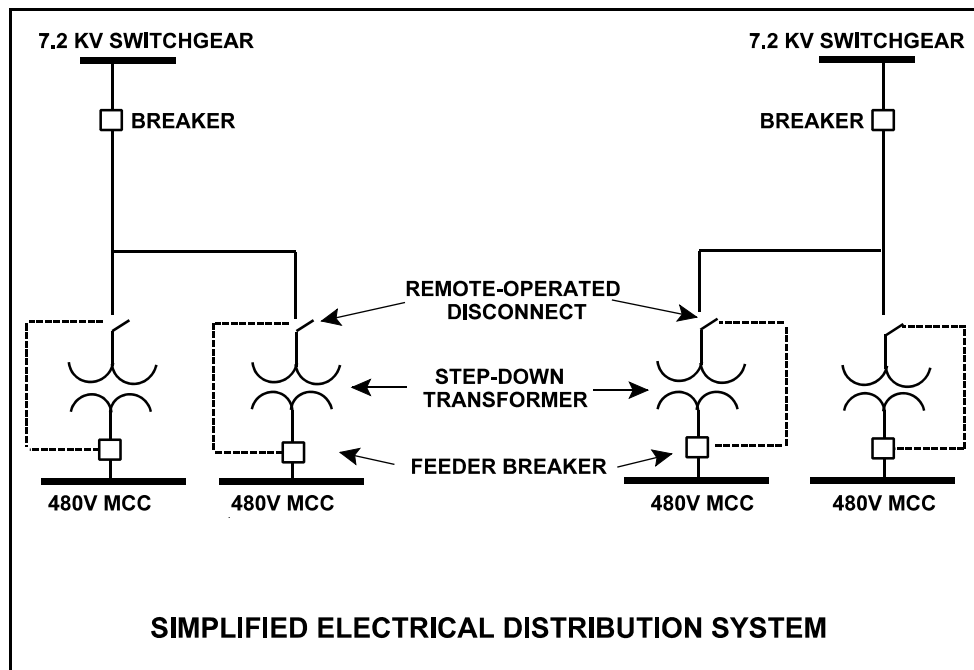 7.2 KV SWITCHGEAR
7.2 KV SWITCHGEAR
BREAKER
BREAKER
REMOTE-OPERATED
DISCONNECT
STEP-DOWN
TRANSFORMER
FEEDER BREAKER
480V MCC
480V MCC
480V MCC
480V MCC
SIMPLIFIED ELECTRICAL DISTRIBUTION SYSTEM